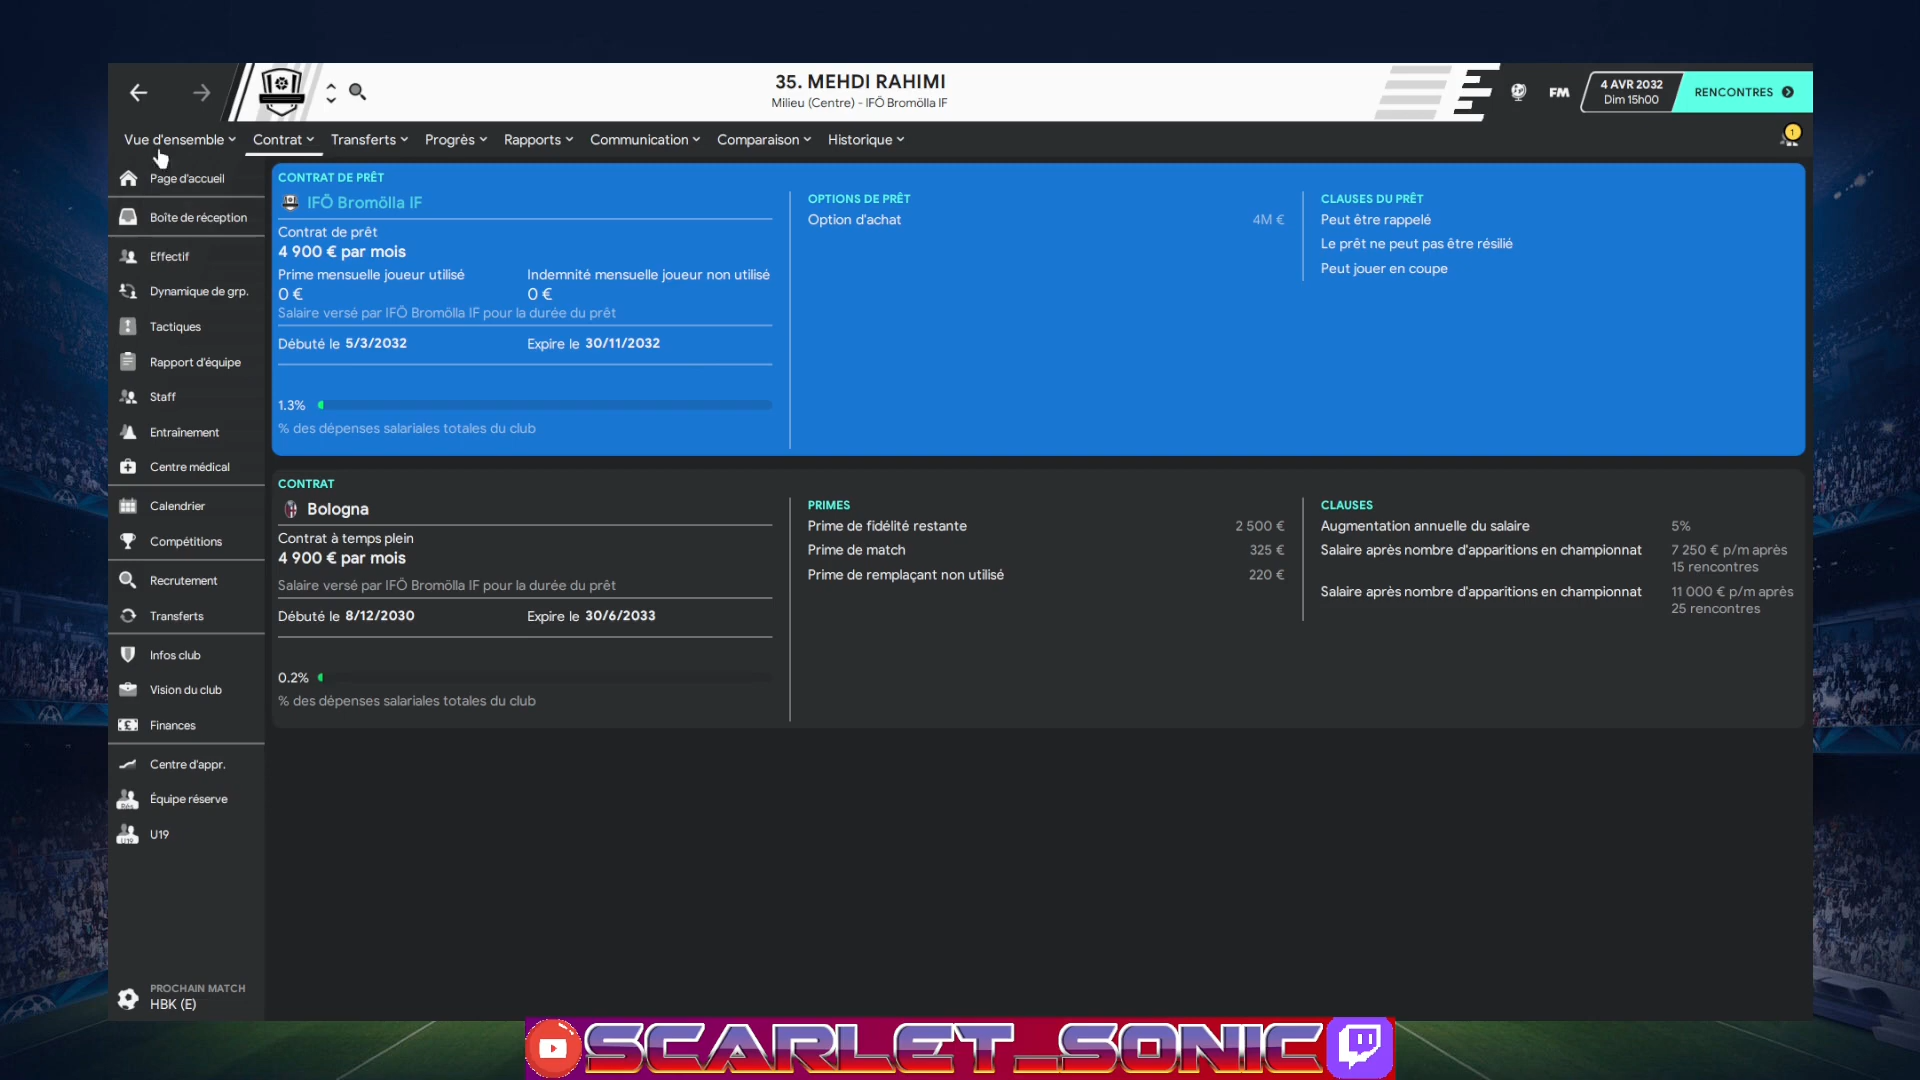 35. MEHDI RAHIMI
Milieu (Centre) - IFÖ Bromölla IF
FM
4 AVR 2032
Dim 15h00
RENCONTRES
Vue d'ensemble
Contrat
Transferts
Progrès
Rapports
Communication
Comparaison
Historique
1
Page d'accueil
Boîte de réception
Effectif
Dynamique de grp.
Tactiques
Rapport d'équipe
Staff
Entraînement
Centre médical
Calendrier
Compétitions
Recrutement
Transferts
Infos club
Vision du club
Finances
Centre d'appr.
Équipe réserve
U19
PROCHAIN MATCH
HBK (E)
CONTRAT DE PRÊT
IFÖ Bromölla IF
Contrat de prêt
4 900 € par mois
Prime mensuelle joueur utilisé
0 €
Indemnité mensuelle joueur non utilisé
0 €
Salaire versé par IFÖ Bromölla IF pour la durée du prêt
Débuté le 5/3/2032
Expire le 30/11/2032
1.3%
% des dépenses salariales totales du club
OPTIONS DE PRÊT
Option d'achat 4M €
CLAUSES DU PRÊT
Peut être rappelé
Le prêt ne peut pas être résilié
Peut jouer en coupe
CONTRAT
Bologna
Contrat à temps plein
4 900 € par mois
Salaire versé par IFÖ Bromölla IF pour la durée du prêt
Débuté le 8/12/2030
Expire le 30/6/2033
0.2%
% des dépenses salariales totales du club
PRIMES
Prime de fidélité restante 2 500 €
Prime de match 325 €
Prime de remplaçant non utilisé 220 €
CLAUSES
Augmentation annuelle du salaire 5%
Salaire après nombre d'apparitions en championnat 7 250 € p/m après
15 rencontres
Salaire après nombre d'apparitions en championnat 11 000 € p/m après
25 rencontres
SCARLET_SONIC